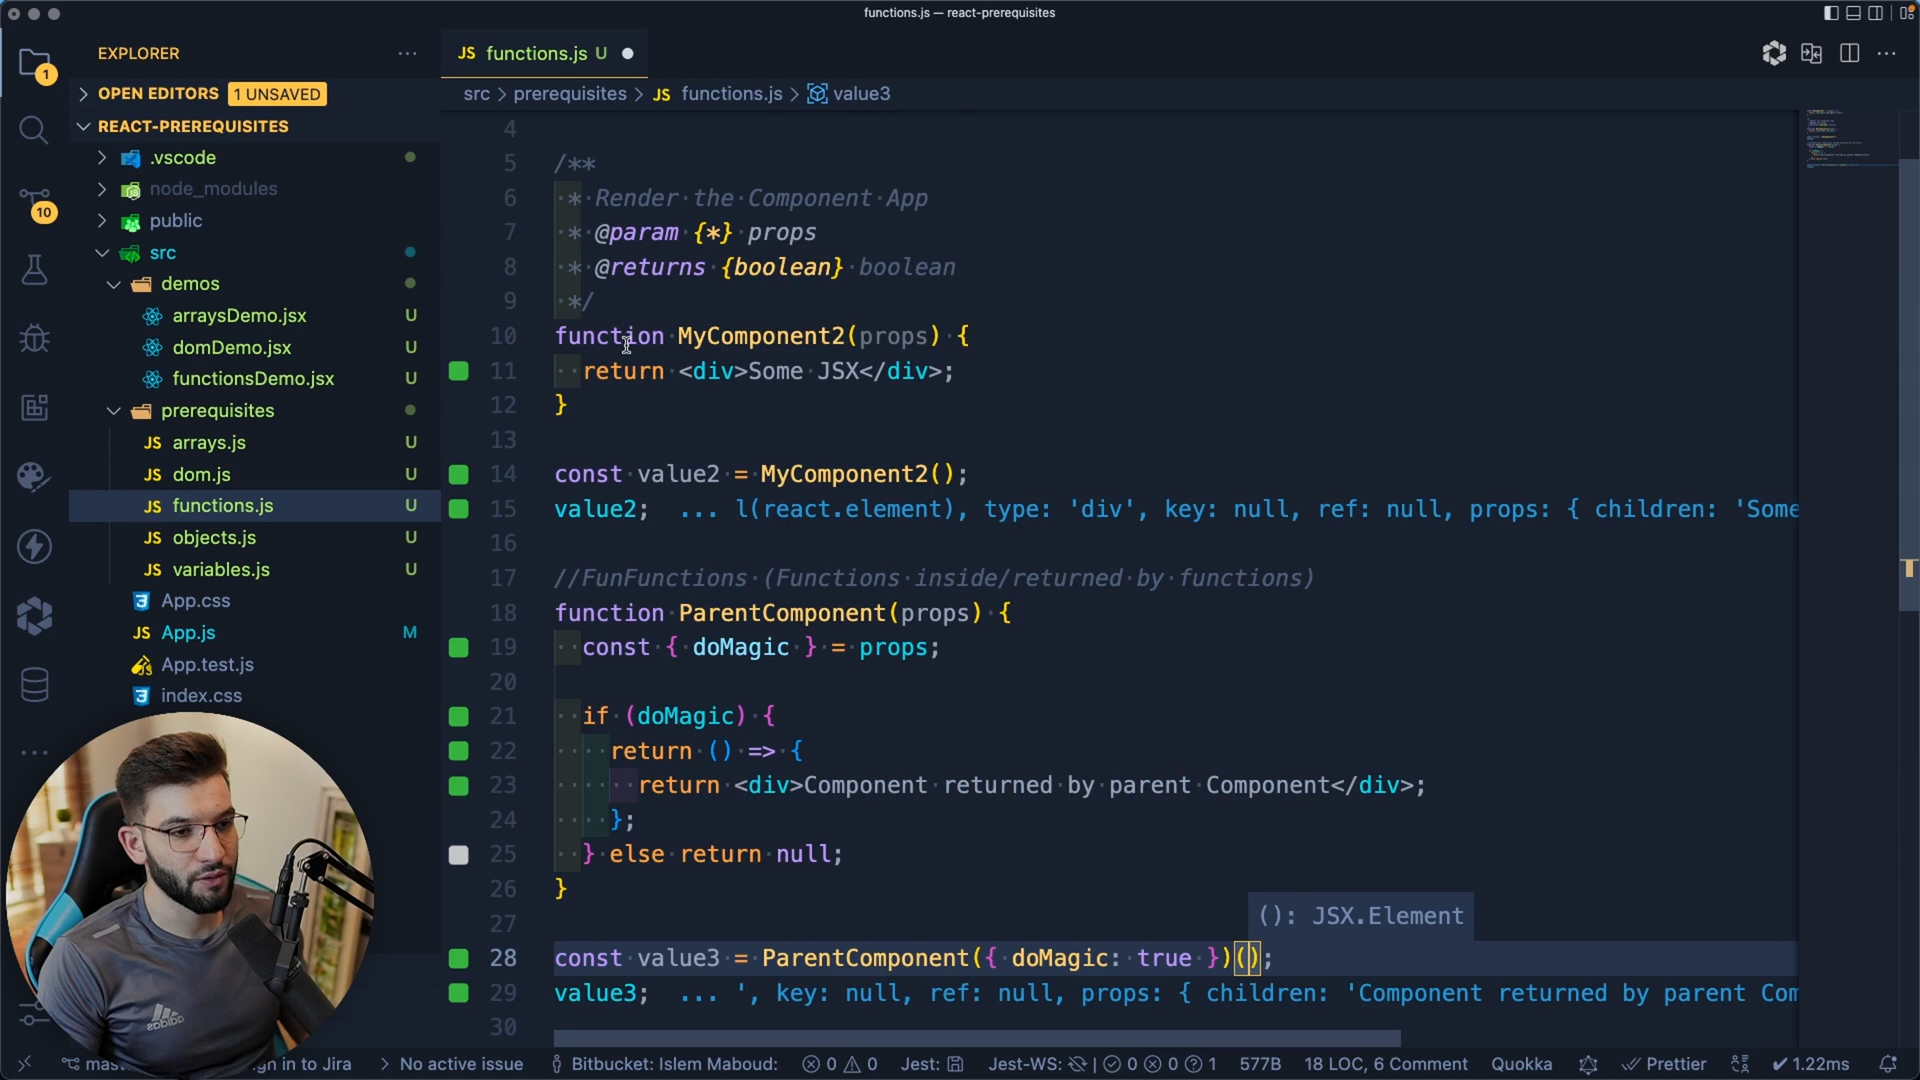 functions.js — react-prerequisites
EXPLORER
OPEN EDITORS 1 UNSAVED
REACT-PREREQUISITES
.vscode
node_modules
public
src
demos
arraysDemo.jsx U
domDemo.jsx U
functionsDemo.jsx U
prerequisites
JS arrays.js U
JS dom.js U
JS functions.js U
JS objects.js U
JS variables.js U
App.css
JS App.js M
App.test.js
index.css
1
10
JS functions.js U
src > prerequisites > JS functions.js > value3
4
5 /**
6 * Render the Component App
7 * @param {*} props
8 * @returns {boolean} boolean
9 */
10 function MyComponent2(props) {
11 return <div>Some JSX</div>;
12 }
13
14 const value2 = MyComponent2();
15 value2; ... l(react.element), type: 'div', key: null, ref: null, props: { children: 'Some
16
17 //FunFunctions (Functions inside/returned by functions)
18 function ParentComponent(props) {
19 const { doMagic } = props;
20
21 if (doMagic) {
22 return () => {
23 return <div>Component returned by parent Component</div>;
24 };
25 } else return null;
26 }
27
(): JSX.Element
28 const value3 = ParentComponent({ doMagic: true })();
29 value3; ... ', key: null, ref: null, props: { children: 'Component returned by parent Com
30
adidas
gn in to Jira > No active issue Bitbucket: Islem Maboud: 0 0 Jest: Jest-WS: | 0 0 1 577B 18 LOC, 6 Comment Quokka Prettier 1.22ms